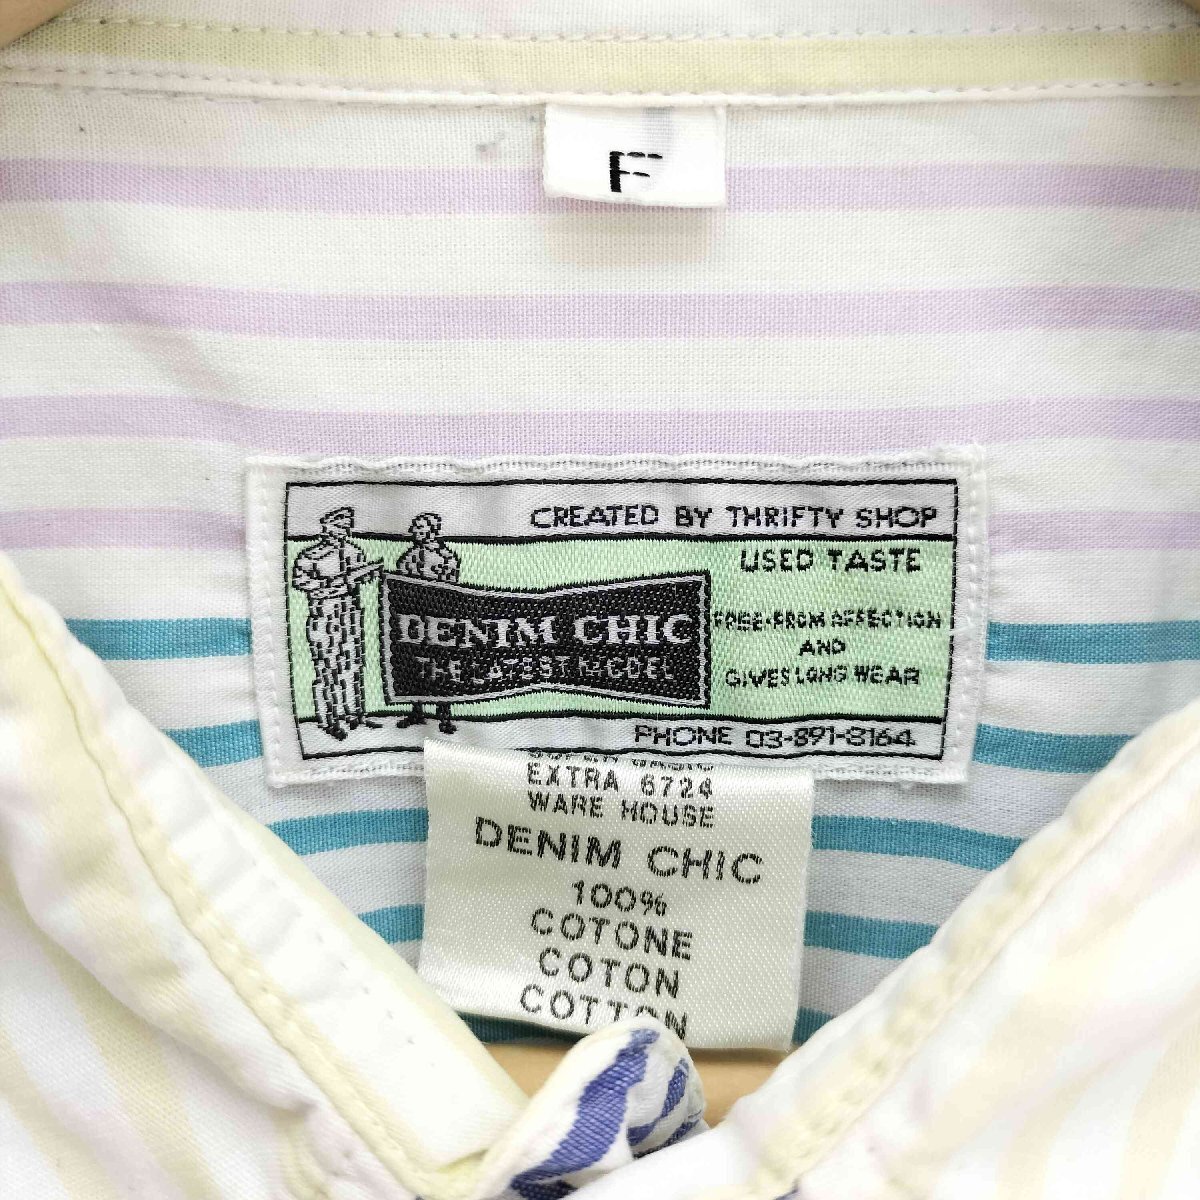 F
CREATED BY THRIFTY SHOP
USED TASTE
DENIM CHIC
THE LATEST MODEL
FREE-FROM AFFECTION
AND
GIVES LONG WEAR
PHONE 03-891-8164
EXTRA 6724
WARE HOUSE
DENIM CHIC
100%
COTONE
COTON
COTTON